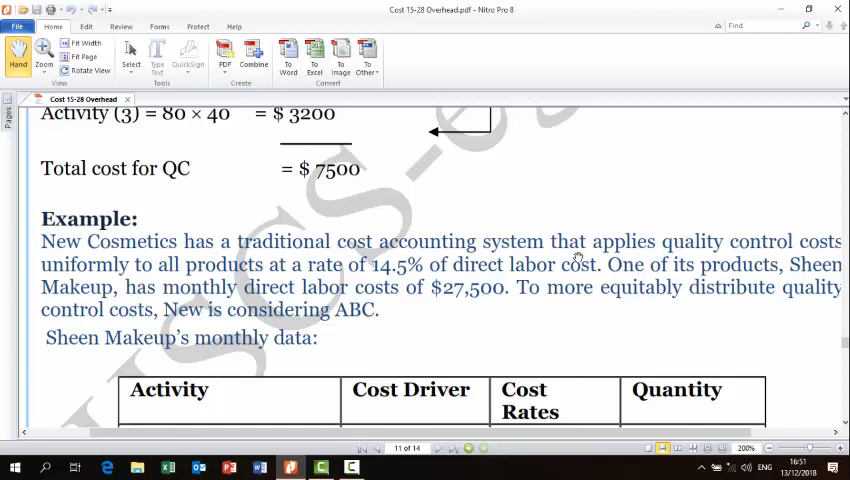 Cost 15-28 Overhead.pdf - Nitro Pro 8
File Home Edit Review Forms Protect Help
Find
Hand
Zoom
Fit Width
Fit Page
Rotate View
View
Select
Type Text
QuickSign
Tools
PDF
Combine
Create
To Word
To Excel
To Image
To Other
Convert
Pages
Cost 15-28 Overhead
Activity (3) = 80 × 40 = $ 3200
Total cost for QC = $ 7500
Example:
New Cosmetics has a traditional cost accounting system that applies quality control costs
uniformly to all products at a rate of 14.5% of direct labor cost. One of its products, Sheen
Makeup, has monthly direct labor costs of $27,500. To more equitably distribute quality
control costs, New is considering ABC.
Sheen Makeup's monthly data:
Activity Cost Driver Cost Rates Quantity
11 of 14
200%
ENG
16:51
13/12/2018